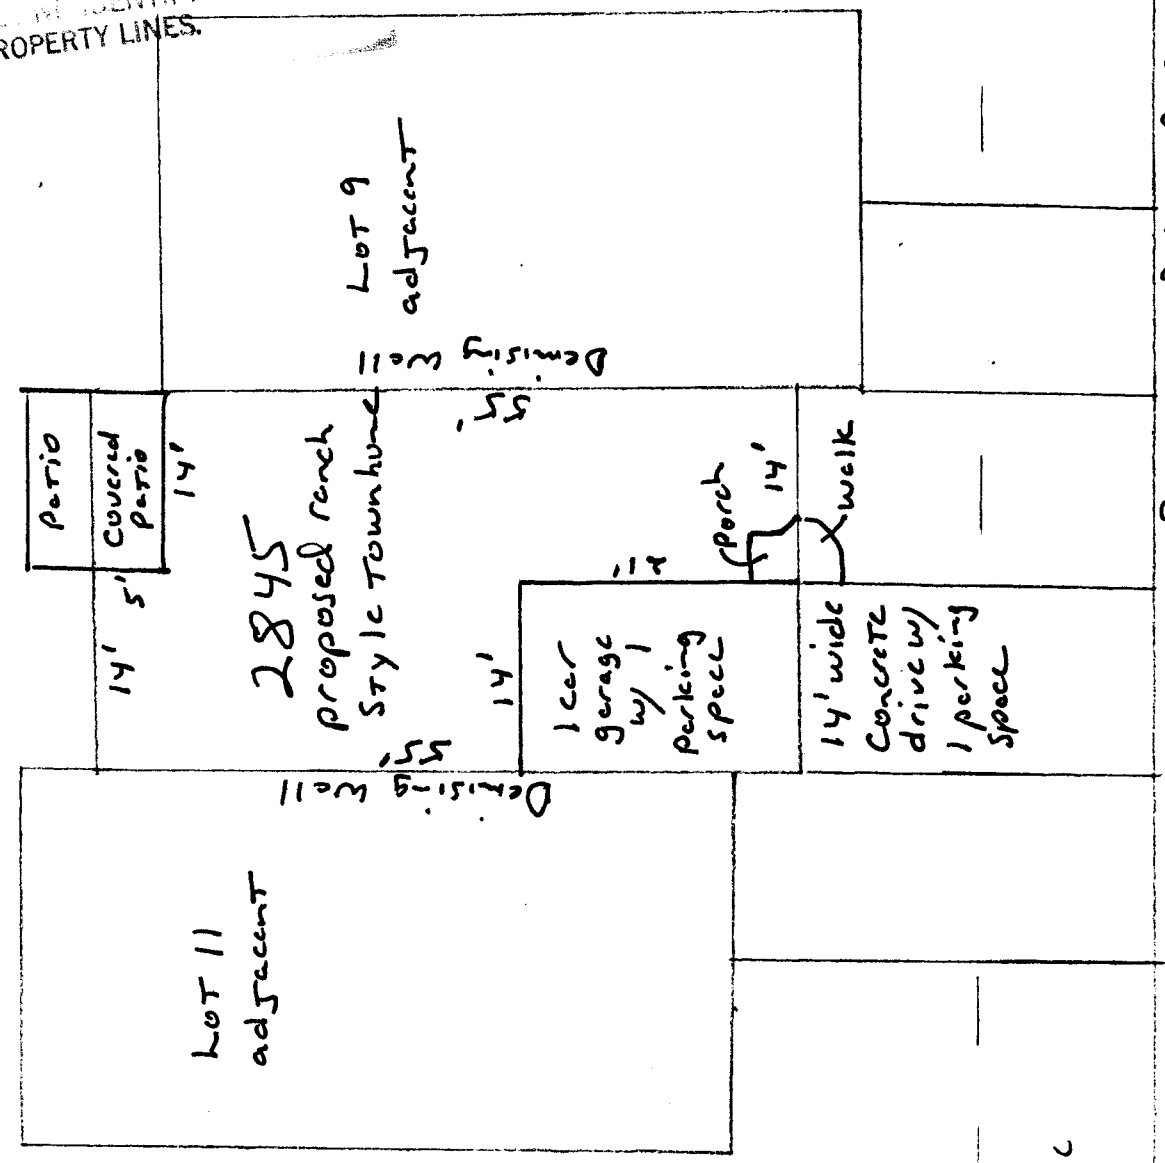 PROPERTY LINES.
Patio
Covered
Patio
14'
14'
5'
2845
proposed ranch
Style Townhome
Lot 9
adjacent
Demising Wall
55'
Demising Wall
55'
14'
1 car
garage
w/ 1
parking
space
porch
14'
walk
14' wide
Concrete
drive w/
1 parking
space
Lot 11
adjacent